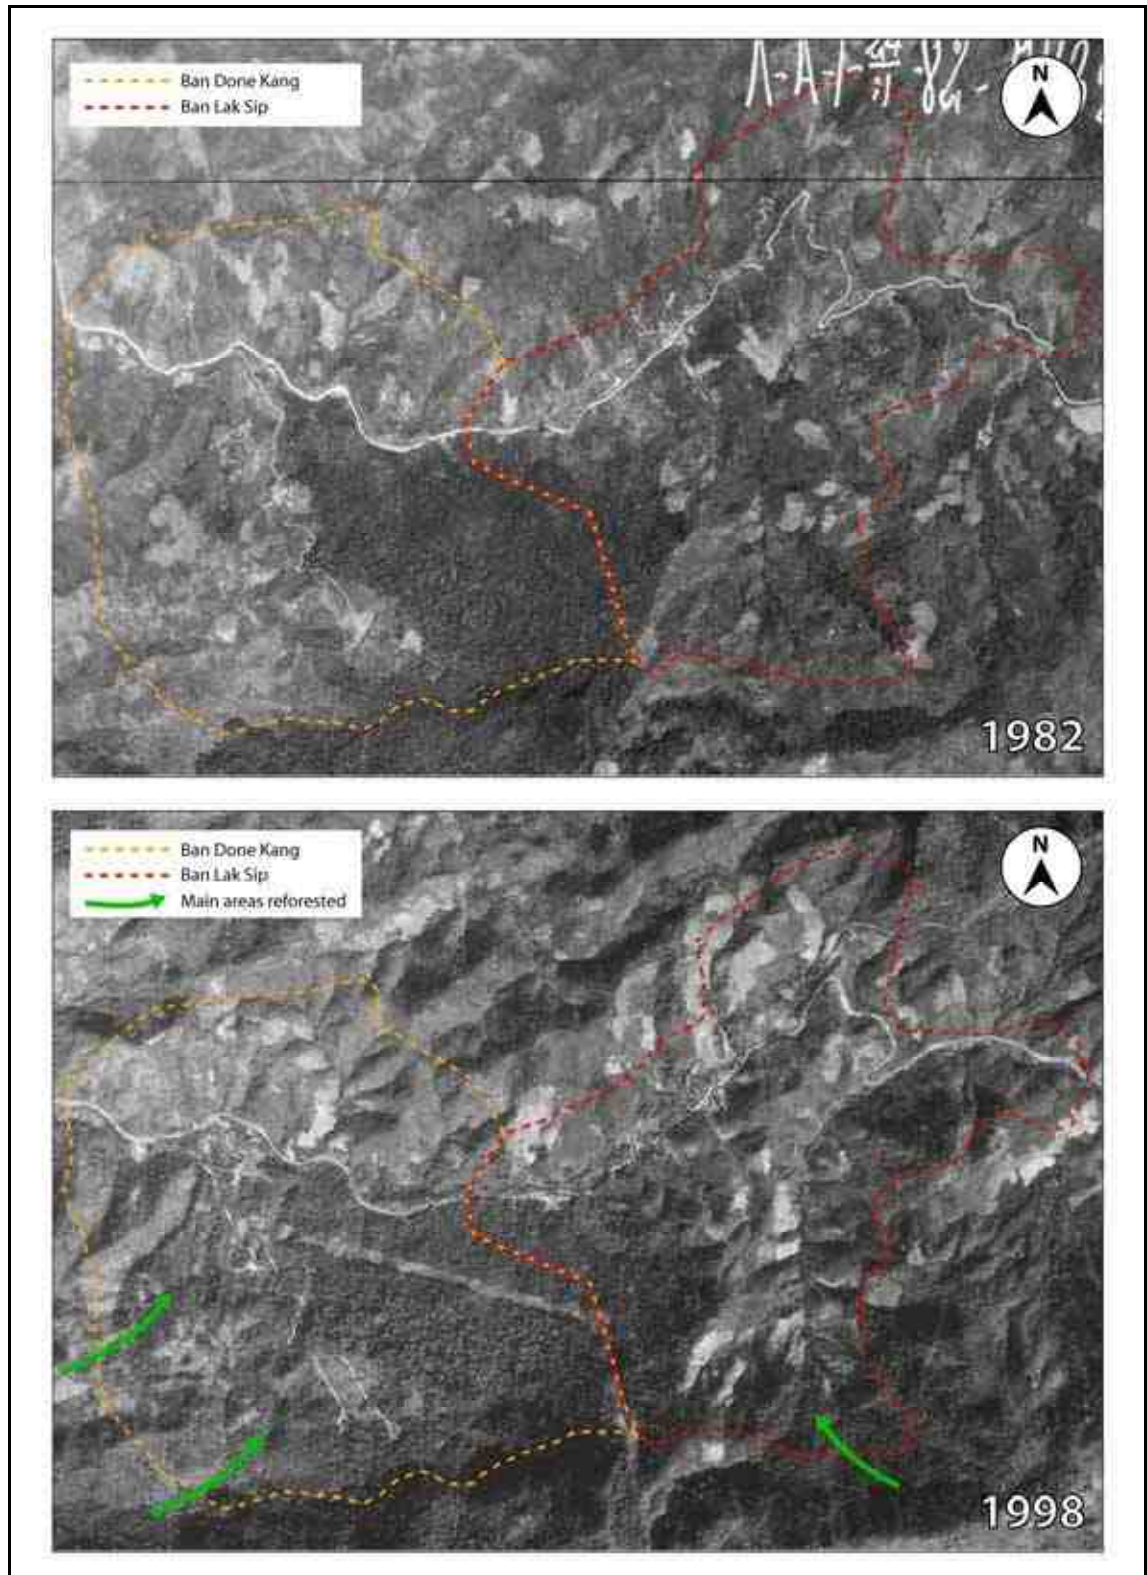 Ban Done Kang
Ban Lak Sip
N
1982
Ban Done Kang
Ban Lak Sip
Main areas reforested
N
1998